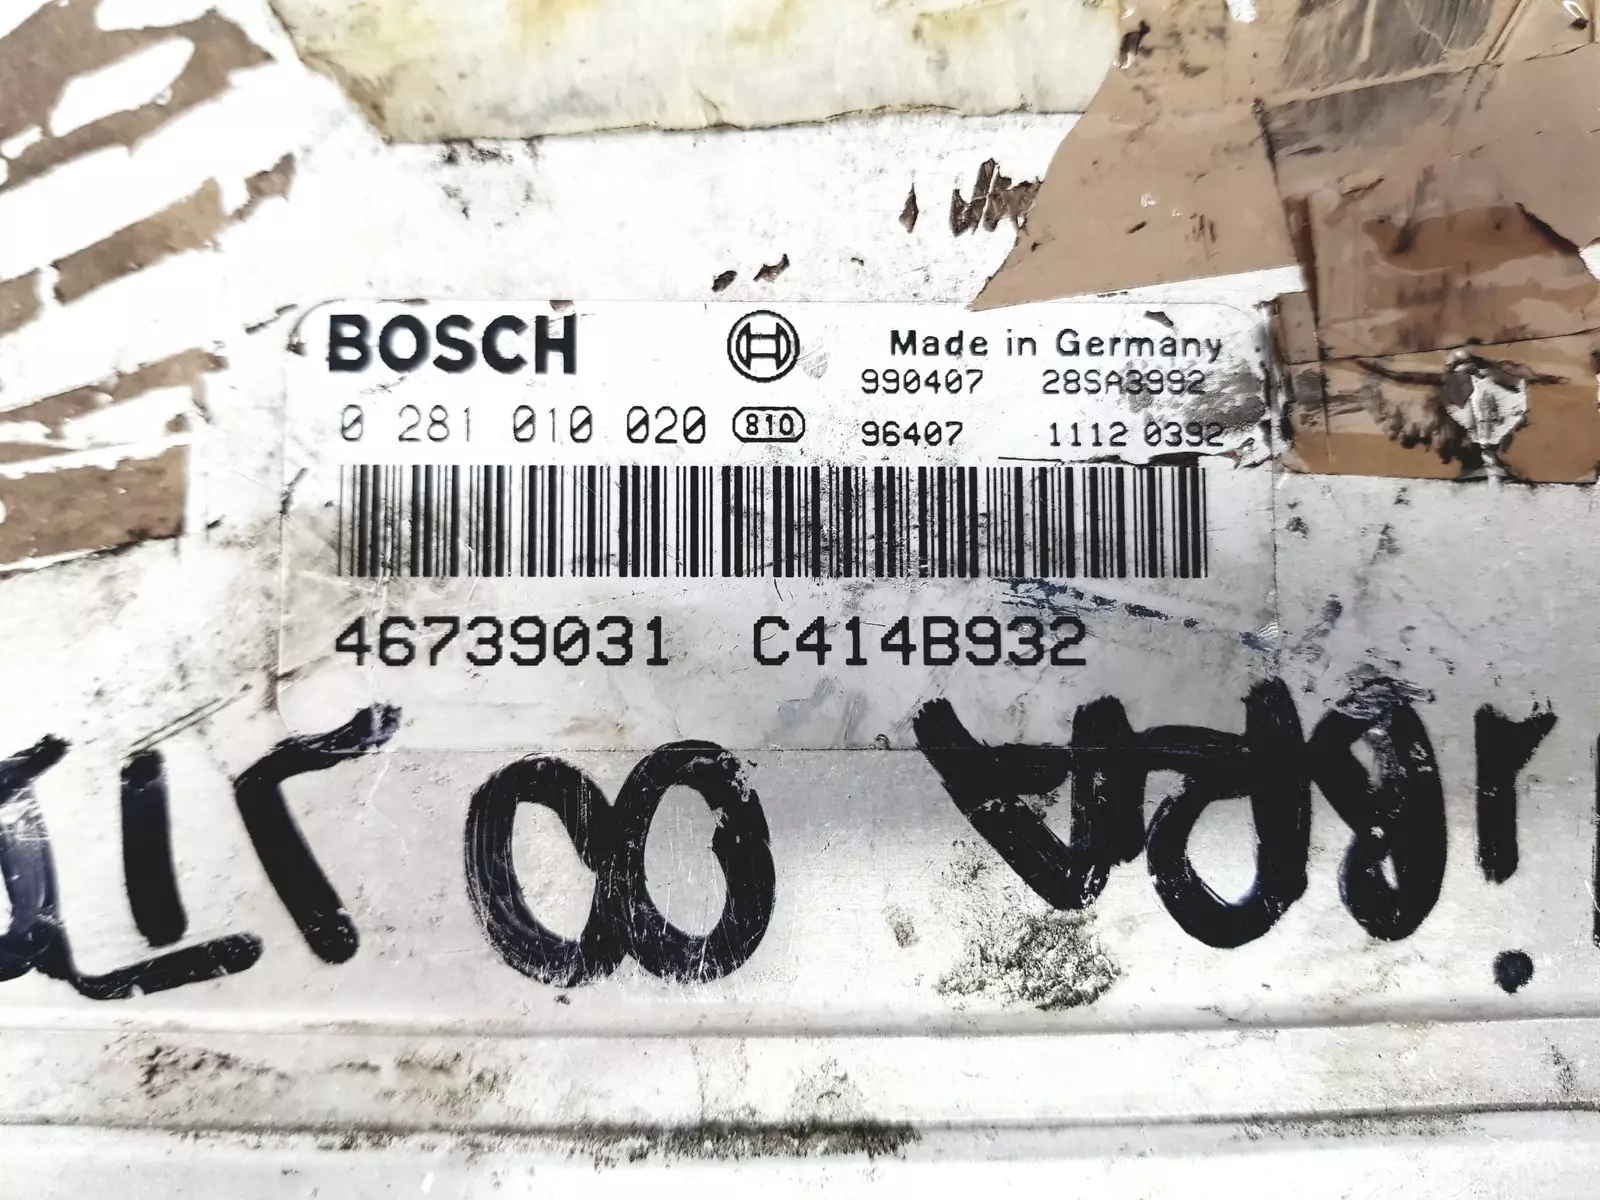 BOSCH Made in Germany
990407 28SA3992
0 281 010 020 810 96407 1112 0392
46739031 C414B932